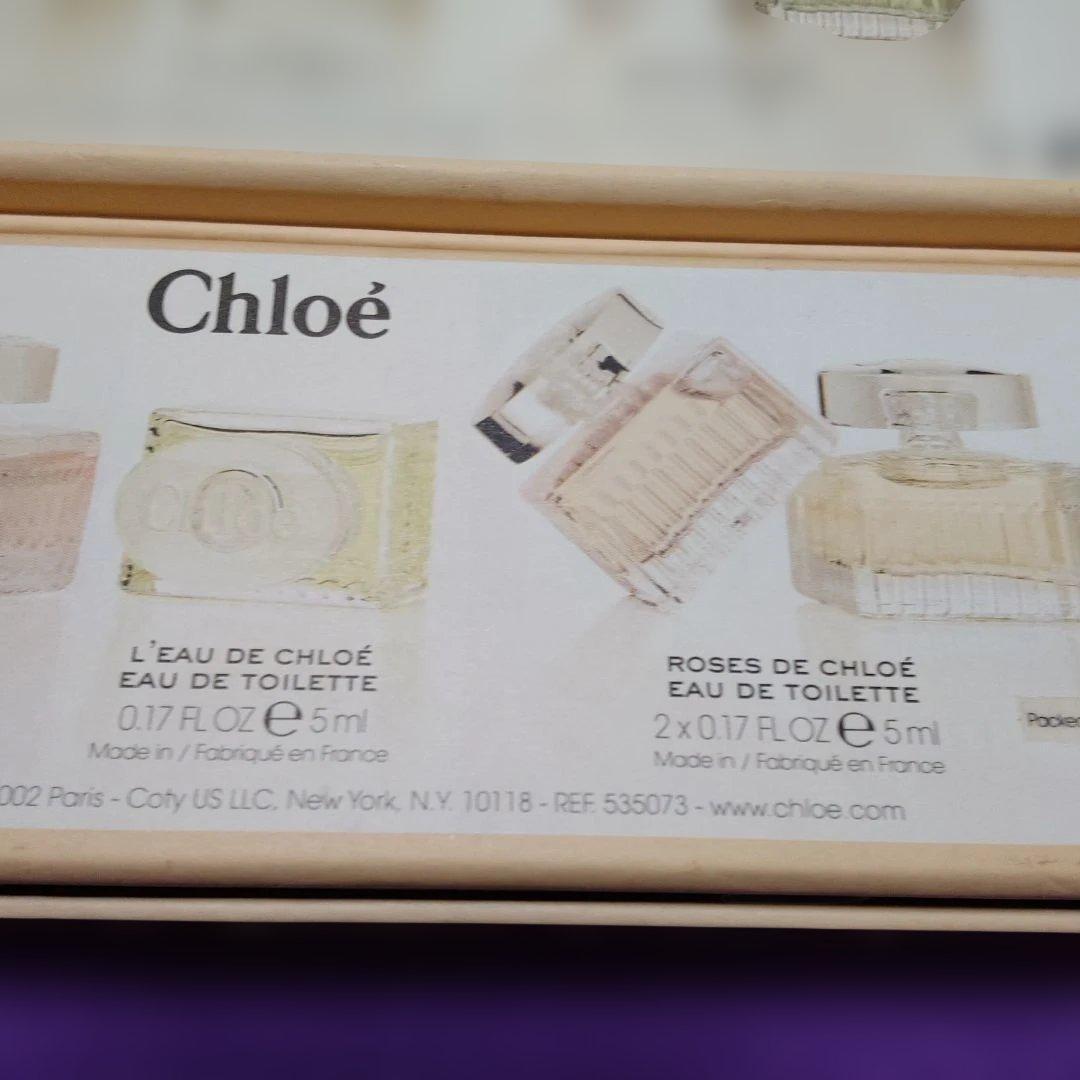 Chloé
L'EAU DE CHLOÉ
EAU DE TOILETTE
0.17 FL OZ e 5 ml
Made in / Fabriqué en France
ROSES DE CHLOÉ
EAU DE TOILETTE
2 x 0.17 FL OZ e 5 ml
Made in / Fabriqué en France
002 Paris - Coty US LLC, New York, N.Y. 10118 - REF. 535073 - www.chloe.com